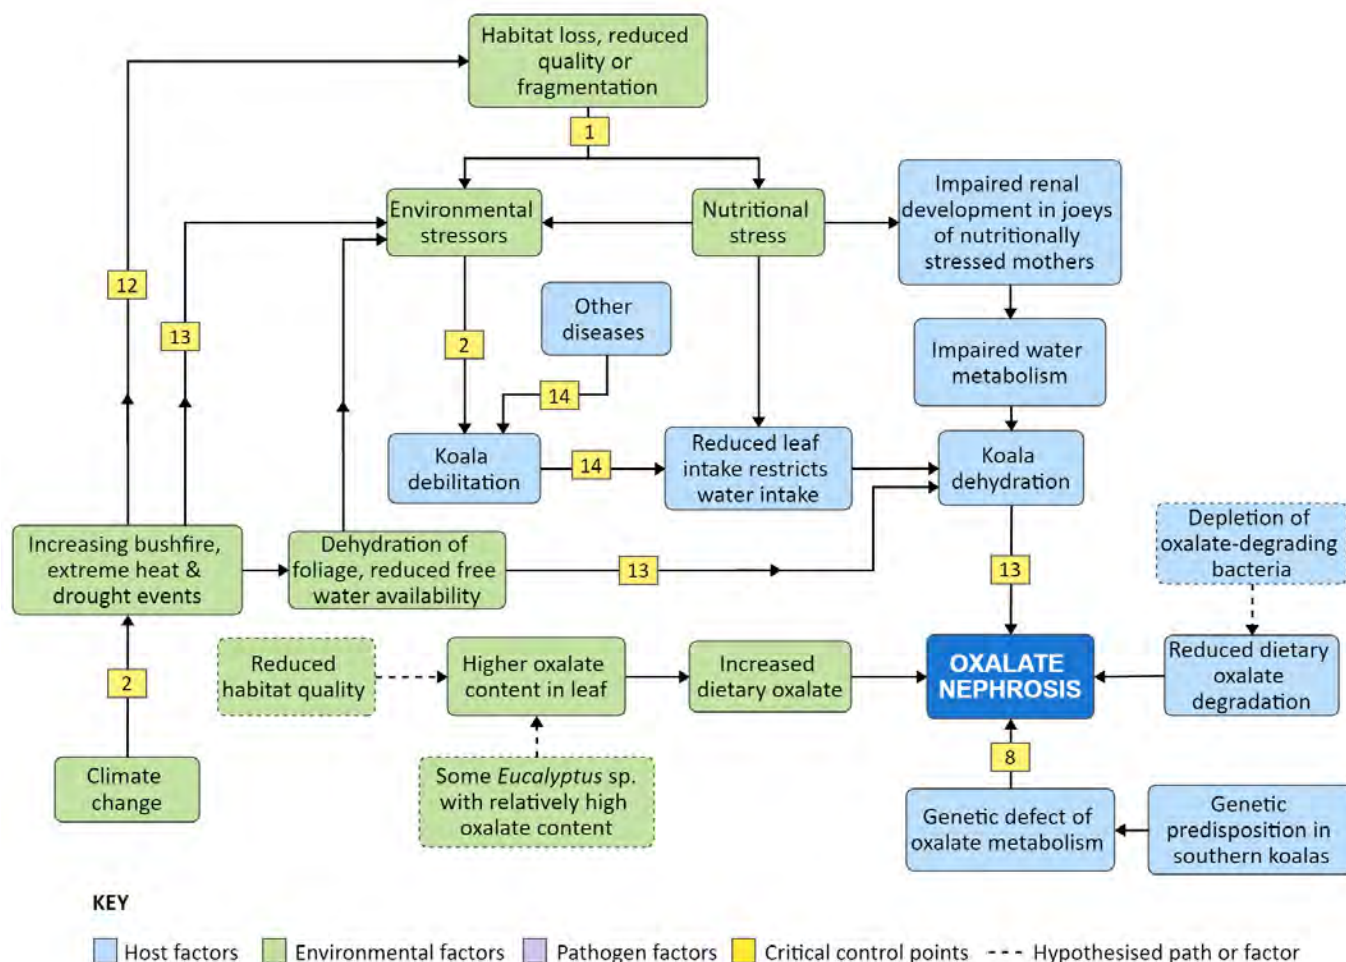 Habitat loss, reduced
quality or
fragmentation
1
Environmental
stressors
Nutritional
stress
Impaired renal
development in joeys
of nutritionally
stressed mothers
12
13
2
Other
diseases
14
Impaired water
metabolism
Koala
debilitation
14
Reduced leaf
intake restricts
water intake
Koala
dehydration
Increasing bushfire,
extreme heat &
drought events
Dehydration of
foliage, reduced free
water availability
13
13
Depletion of
oxalate-degrading
bacteria
2
Reduced
habitat quality
Higher oxalate
content in leaf
Increased
dietary oxalate
OXALATE
NEPHROSIS
Reduced dietary
oxalate
degradation
8
Climate
change
Some Eucalyptus sp.
with relatively high
oxalate content
Genetic defect of
oxalate metabolism
Genetic
predisposition in
southern koalas
KEY
Host factors
Environmental factors
Pathogen factors
Critical control points
Hypothesised path or factor